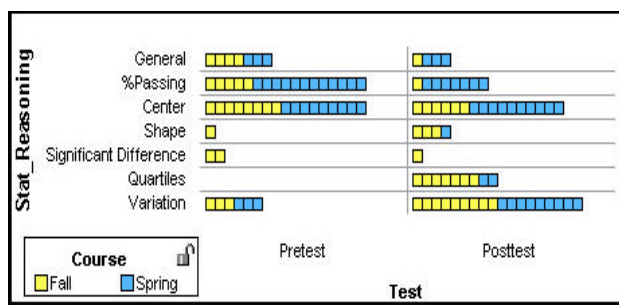 Stat_Reasoning
General
%Passing
Center
Shape
Significant Difference
Quartiles
Variation
Pretest
Posttest
Test
Course
Fall
Spring